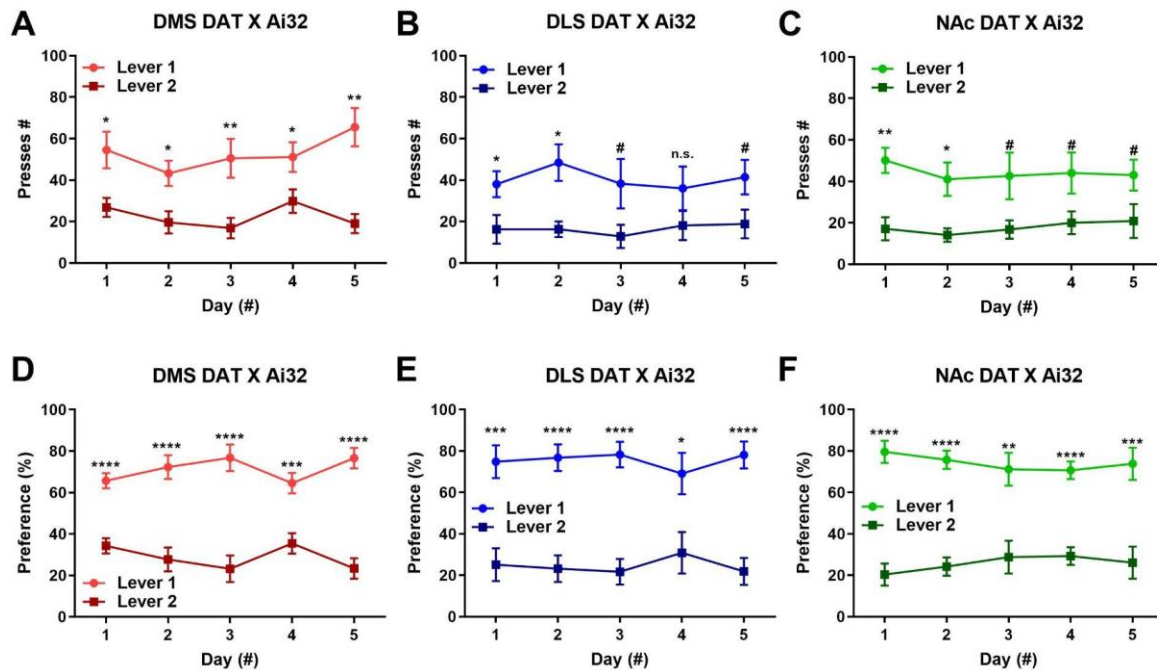 A
DMS DAT X Ai32
Presses #
100
80
60
40
20
0
Lever 1
Lever 2
*
*
**
*
**
1 2 3 4 5
Day (#)
B
DLS DAT X Ai32
Presses #
100
80
60
40
20
0
Lever 1
Lever 2
*
*
#
n.s.
#
1 2 3 4 5
Day (#)
C
NAc DAT X Ai32
Presses #
100
80
60
40
20
0
Lever 1
Lever 2
**
*
#
#
#
1 2 3 4 5
Day (#)
D
DMS DAT X Ai32
Preference (%)
100
80
60
40
20
0
****
****
****
***
****
Lever 1
Lever 2
1 2 3 4 5
Day (#)
E
DLS DAT X Ai32
Preference (%)
100
80
60
40
20
0
***
****
****
*
****
Lever 1
Lever 2
1 2 3 4 5
Day (#)
F
NAc DAT X Ai32
Preference (%)
100
80
60
40
20
0
****
****
**
****
***
Lever 1
Lever 2
1 2 3 4 5
Day (#)